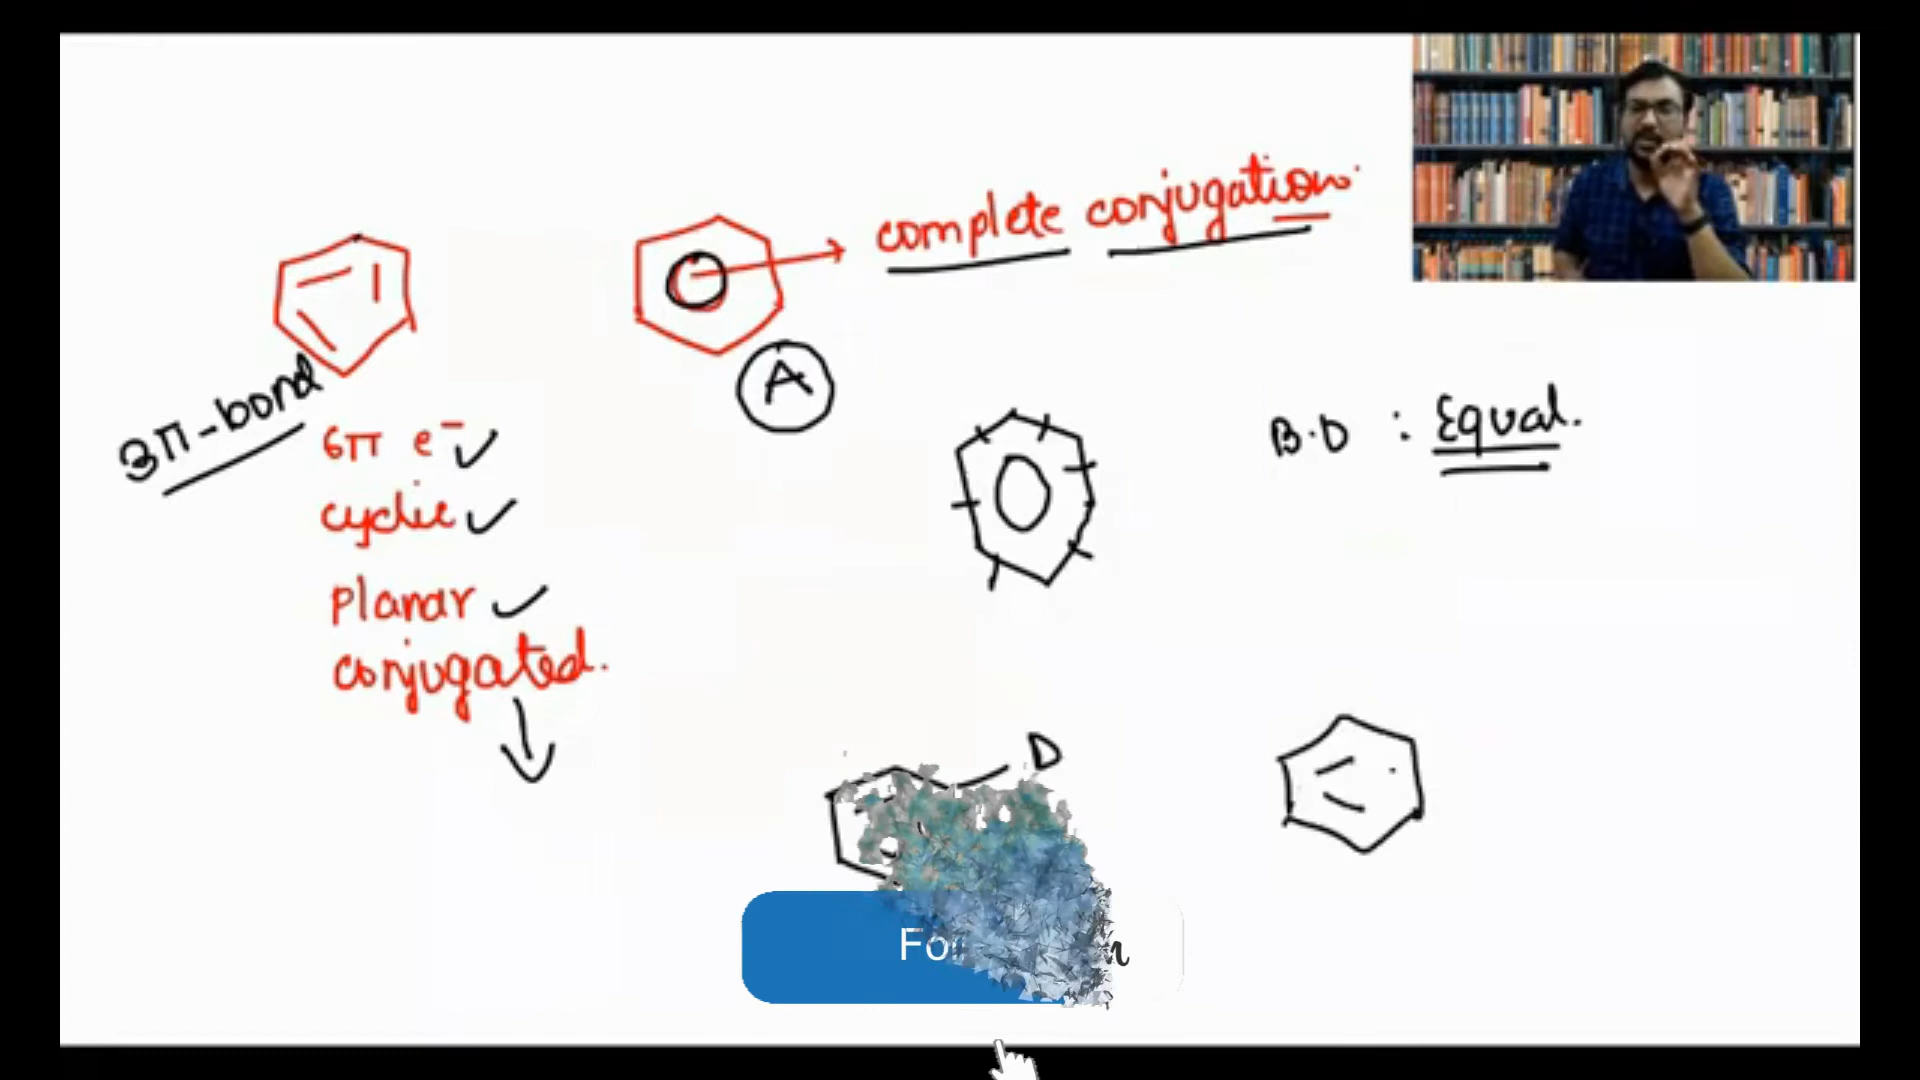 complete conjugation.
A
3π-bond
6π e⁻
cyclic
planar
conjugated.
B.D : Equal.
D